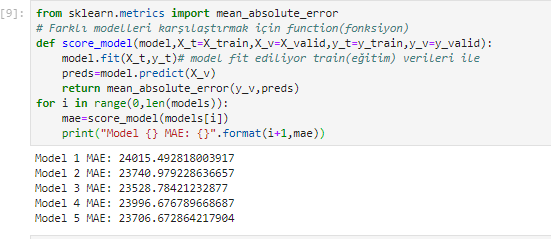 [9]:
from sklearn.metrics import mean_absolute_error
# Farklı modelleri karşılaştırmak için function(fonksiyon)
def score_model(model,X_t=X_train,X_v=X_valid,y_t=y_train,y_v=y_valid):
    model.fit(X_t,y_t)# model fit ediliyor train(eğitim) verileri ile
    preds=model.predict(X_v)
    return mean_absolute_error(y_v,preds)
for i in range(0,len(models)):
    mae=score_model(models[i])
    print("Model {} MAE: {}".format(i+1,mae))
Model 1 MAE: 24015.492818003917
Model 2 MAE: 23740.979228636657
Model 3 MAE: 23528.78421232877
Model 4 MAE: 23996.676789668687
Model 5 MAE: 23706.672864217904